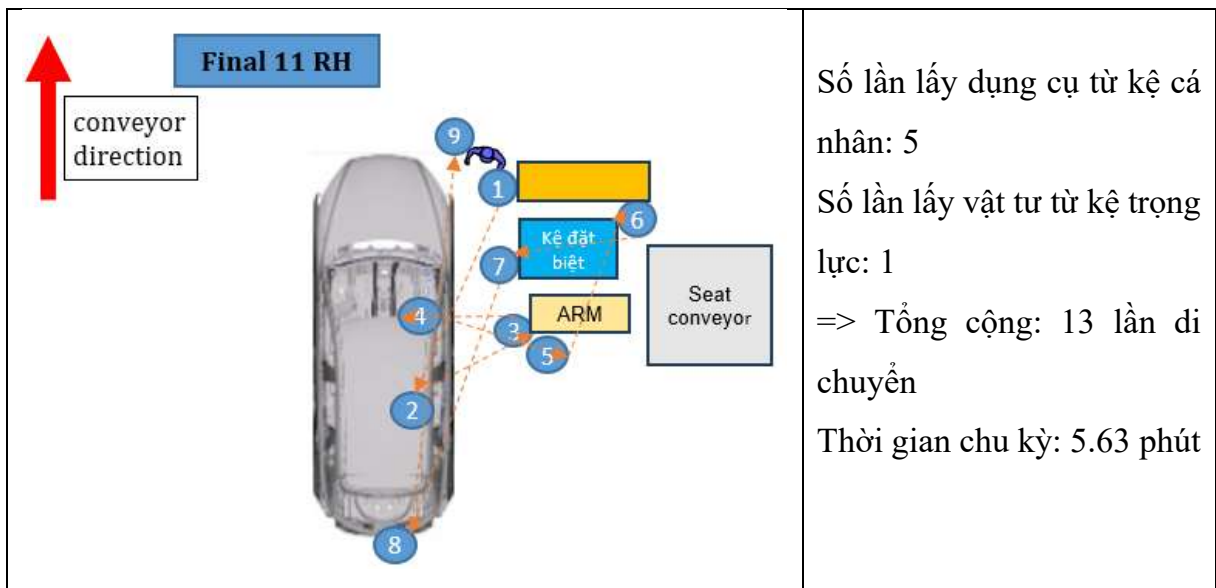 Final 11 RH
conveyor
direction
9
1
6
Kệ đặt
biệt
7
Seat
conveyor
ARM
4
3
5
2
8
Số lần lấy dụng cụ từ kệ cá
nhân: 5
Số lần lấy vật tư từ kệ trọng
lực: 1
=> Tổng cộng: 13 lần di
chuyển
Thời gian chu kỳ: 5.63 phút